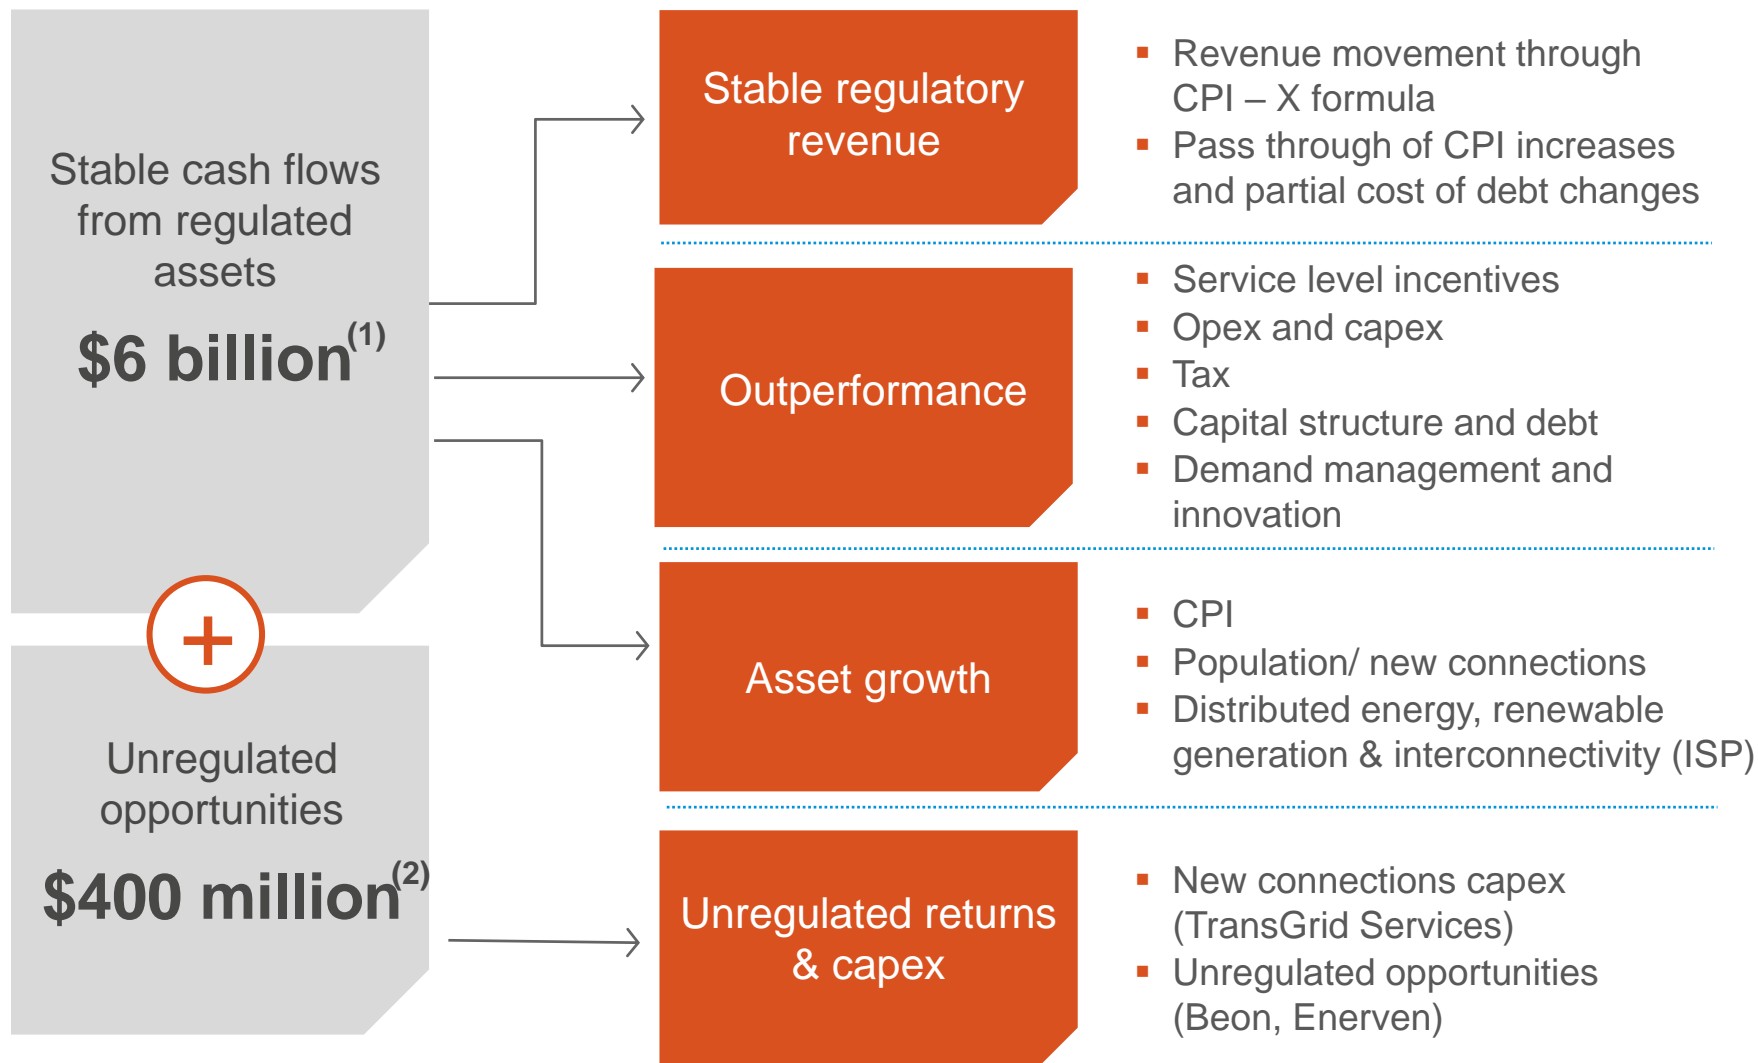 Stable cash flows
from regulated
assets
$6 billion(1)
+
Unregulated
opportunities
$400 million(2)
Stable regulatory
revenue
▪ Revenue movement through
CPI – X formula
▪ Pass through of CPI increases
and partial cost of debt changes
Outperformance
▪ Service level incentives
▪ Opex and capex
▪ Tax
▪ Capital structure and debt
▪ Demand management and
innovation
Asset growth
▪ CPI
▪ Population/ new connections
▪ Distributed energy, renewable
generation & interconnectivity (ISP)
Unregulated returns
& capex
▪ New connections capex
(TransGrid Services)
▪ Unregulated opportunities
(Beon, Enerven)